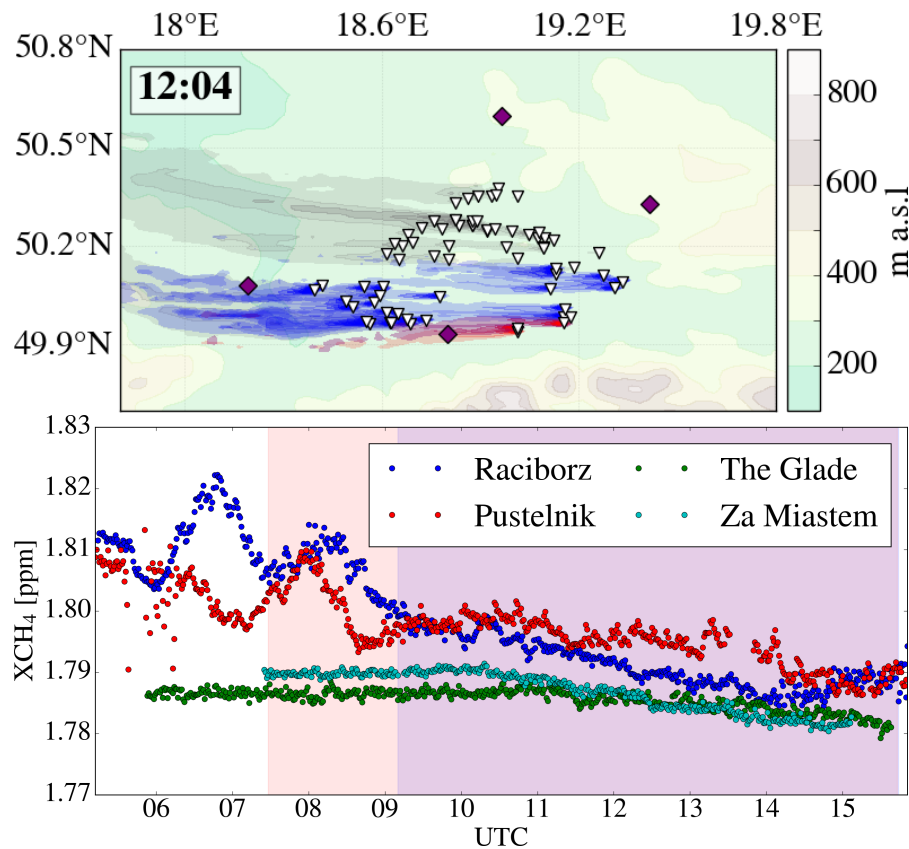 18°E 18.6°E 19.2°E 19.8°E
50.8°N
12:04
50.5°N
50.2°N
49.9°N
800
600
400
200
m a.s.l
1.83
1.82
1.81
1.80
1.79
1.78
1.77
XCH₄ [ppm]
Raciborz The Glade
Pustelnik Za Miastem
06 07 08 09 10 11 12 13 14 15
UTC